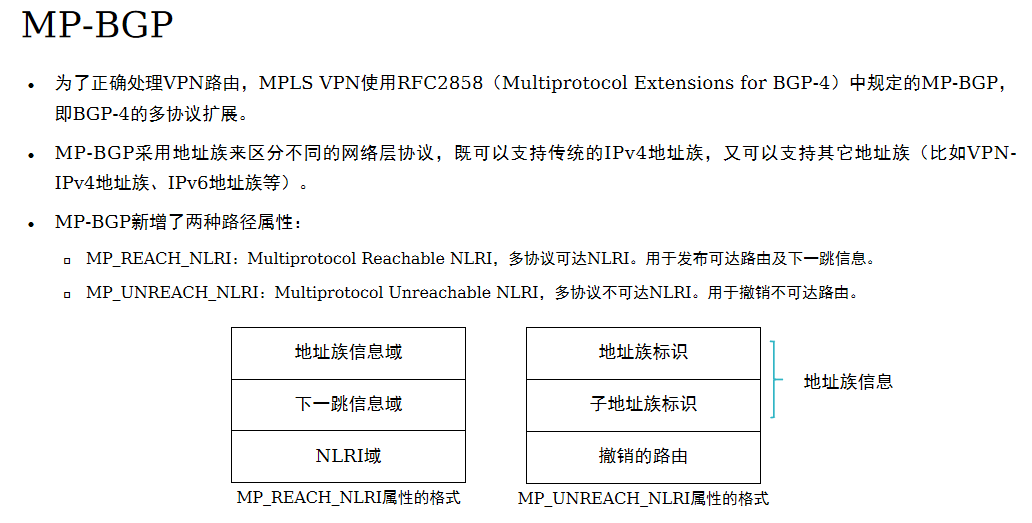 MP-BGP
• 为了正确处理VPN路由，MPLS VPN使用RFC2858（Multiprotocol Extensions for BGP-4）中规定的MP-BGP，
即BGP-4的多协议扩展。
• MP-BGP采用地址族来区分不同的网络层协议，既可以支持传统的IPv4地址族，又可以支持其它地址族（比如VPN-
IPv4地址族、IPv6地址族等）。
• MP-BGP新增了两种路径属性：
▫ MP_REACH_NLRI：Multiprotocol Reachable NLRI，多协议可达NLRI。用于发布可达路由及下一跳信息。
▫ MP_UNREACH_NLRI：Multiprotocol Unreachable NLRI，多协议不可达NLRI。用于撤销不可达路由。
地址族信息域
下一跳信息域
NLRI域
MP_REACH_NLRI属性的格式
地址族标识
子地址族标识
撤销的路由
MP_UNREACH_NLRI属性的格式
地址族信息